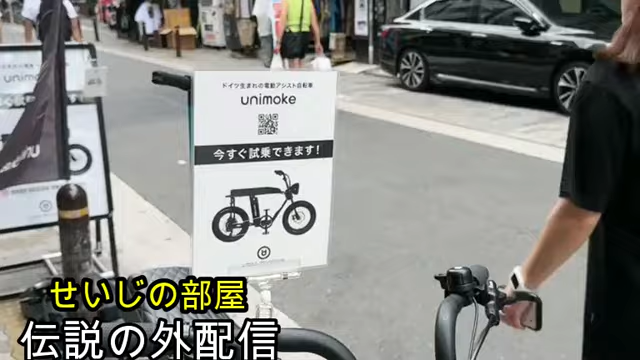 ドイツ生まれの電動アシスト自転車
unimoke
今すぐ試乗できます!
せいじの部屋
伝説の外配信